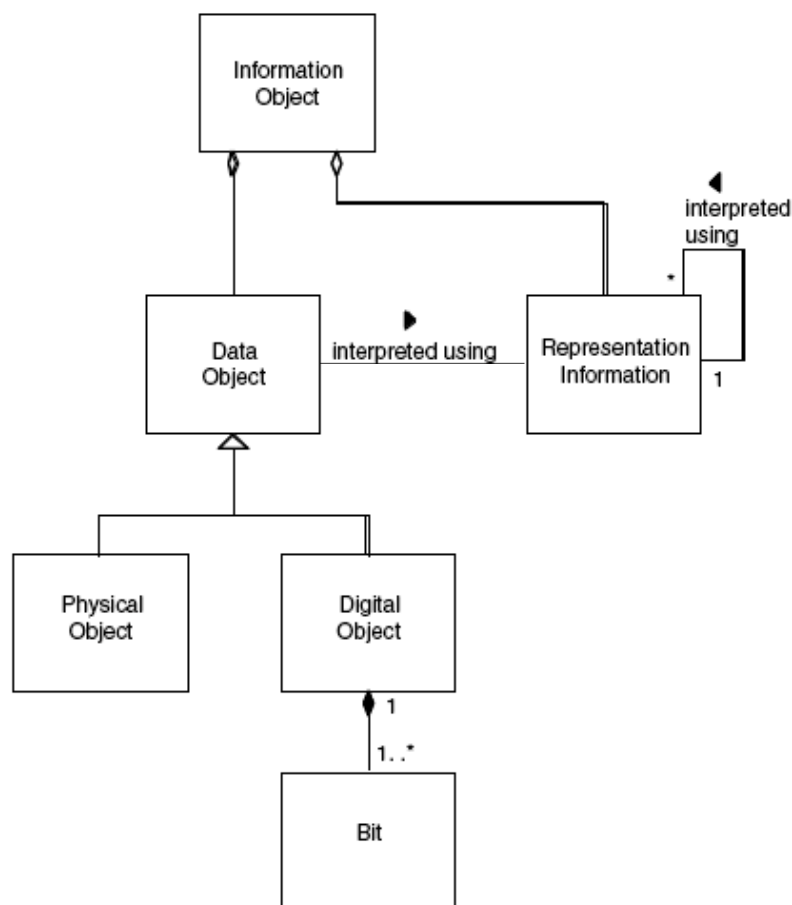 Information
Object
interpreted
using
*
1
Data
Object
interpreted using
Representation
Information
Physical
Object
Digital
Object
1
1..*
Bit